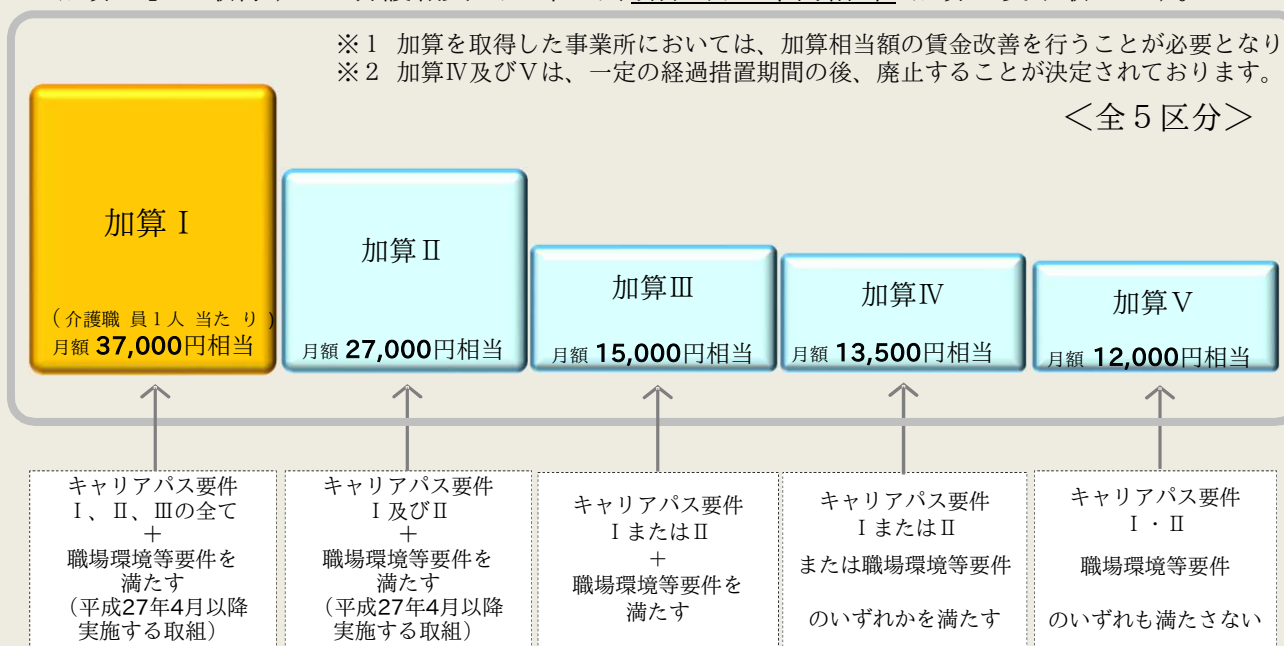 ※１ 加算を取得した事業所においては、加算相当額の賃金改善を行うことが必要となり
※２ 加算Ⅳ及びⅤは、一定の経過措置期間の後、廃止することが決定されております。
＜全５区分＞
加算Ⅰ
（介護職 員１人 当た り）
月額 37,000円相当
加算Ⅱ
月額 27,000円相当
加算Ⅲ
月額 15,000円相当
加算Ⅳ
月額 13,500円相当
加算Ⅴ
月額 12,000円相当
キャリアパス要件
Ⅰ、Ⅱ、Ⅲの全て
＋
職場環境等要件を
満たす
（平成27年4月以降
実施する取組）
キャリアパス要件
Ⅰ及びⅡ
＋
職場環境等要件を
満たす
（平成27年4月以降
実施する取組）
キャリアパス要件
ⅠまたはⅡ
＋
職場環境等要件を
満たす
キャリアパス要件
ⅠまたはⅡ
または職場環境等要件
のいずれかを満たす
キャリアパス要件
Ⅰ・Ⅱ
職場環境等要件
のいずれも満たさない